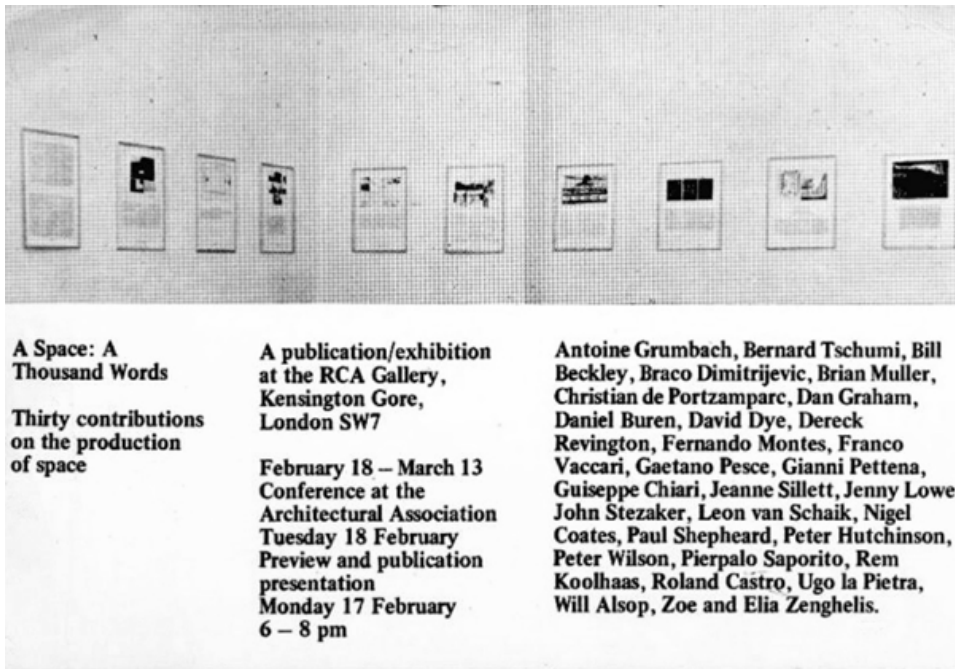 A Space: A
Thousand Words
Thirty contributions
on the production
of space
A publication/exhibition
at the RCA Gallery,
Kensington Gore,
London SW7
February 18 – March 13
Conference at the
Architectural Association
Tuesday 18 February
Preview and publication
presentation
Monday 17 February
6 – 8 pm
Antoine Grumbach, Bernard Tschumi, Bill
Beckley, Braco Dimitrijevic, Brian Muller,
Christian de Portzamparc, Dan Graham,
Daniel Buren, David Dye, Dereck
Revington, Fernando Montes, Franco
Vaccari, Gaetano Pesce, Gianni Pettena,
Guiseppe Chiari, Jeanne Sillett, Jenny Lowe
John Stezaker, Leon van Schaik, Nigel
Coates, Paul Shepheard, Peter Hutchinson,
Peter Wilson, Pierpalo Saporito, Rem
Koolhaas, Roland Castro, Ugo la Pietra,
Will Alsop, Zoe and Elia Zenghelis.